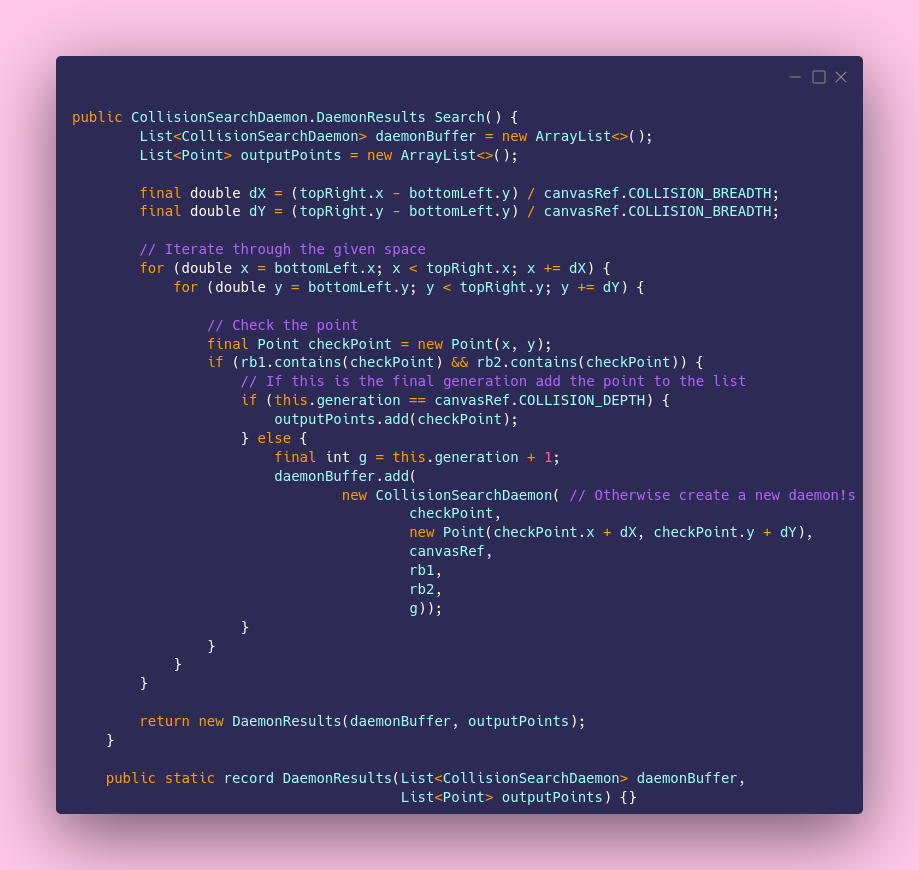 public CollisionSearchDaemon.DaemonResults Search() {
        List<CollisionSearchDaemon> daemonBuffer = new ArrayList<>();
        List<Point> outputPoints = new ArrayList<>();

        final double dX = (topRight.x - bottomLeft.y) / canvasRef.COLLISION_BREADTH;
        final double dY = (topRight.y - bottomLeft.y) / canvasRef.COLLISION_BREADTH;

        // Iterate through the given space
        for (double x = bottomLeft.x; x < topRight.x; x += dX) {
            for (double y = bottomLeft.y; y < topRight.y; y += dY) {

                // Check the point
                final Point checkPoint = new Point(x, y);
                if (rb1.contains(checkPoint) && rb2.contains(checkPoint)) {
                    // If this is the final generation add the point to the list
                    if (this.generation == canvasRef.COLLISION_DEPTH) {
                        outputPoints.add(checkPoint);
                    } else {
                        final int g = this.generation + 1;
                        daemonBuffer.add(
                                new CollisionSearchDaemon( // Otherwise create a new daemon!s
                                        checkPoint,
                                        new Point(checkPoint.x + dX, checkPoint.y + dY),
                                        canvasRef,
                                        rb1,
                                        rb2,
                                        g));
                    }
                }
            }
        }

        return new DaemonResults(daemonBuffer, outputPoints);
    }

    public static record DaemonResults(List<CollisionSearchDaemon> daemonBuffer,
                                       List<Point> outputPoints) {}